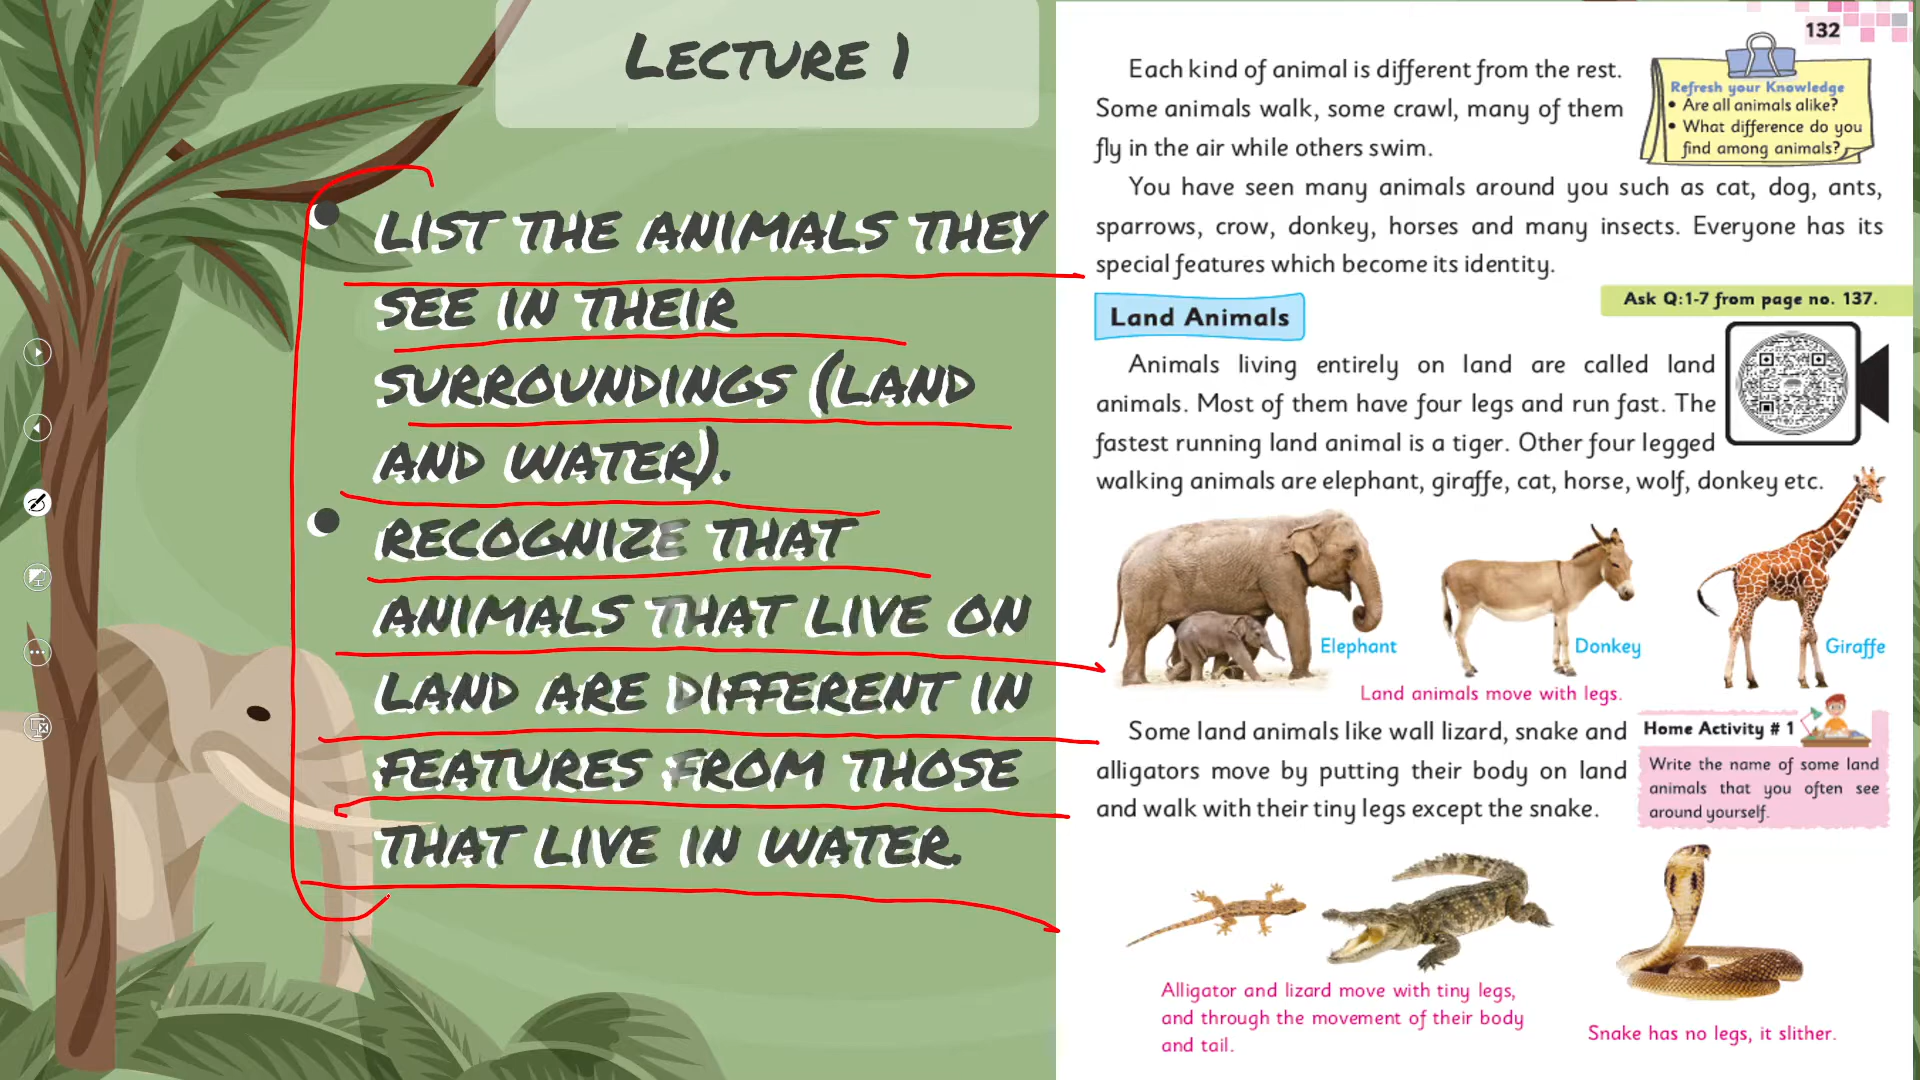 LECTURE 1
• LIST THE ANIMALS THEY
SEE IN THEIR
SURROUNDINGS (LAND
AND WATER).
• RECOGNIZE THAT
ANIMALS THAT LIVE ON
LAND ARE DIFFERENT IN
FEATURES FROM THOSE
THAT LIVE IN WATER.
132
Each kind of animal is different from the rest.
Some animals walk, some crawl, many of them
fly in the air while others swim.
Refresh your Knowledge
• Are all animals alike?
• What difference do you
find among animals?
You have seen many animals around you such as cat, dog, ants,
sparrows, crow, donkey, horses and many insects. Everyone has its
special features which become its identity.
Ask Q:1-7 from page no. 137.
Land Animals
Animals living entirely on land are called land
animals. Most of them have four legs and run fast. The
fastest running land animal is a tiger. Other four legged
walking animals are elephant, giraffe, cat, horse, wolf, donkey etc.
Elephant
Donkey
Giraffe
Land animals move with legs.
Some land animals like wall lizard, snake and
alligators move by putting their body on land
and walk with their tiny legs except the snake.
Home Activity # 1
Write the name of some land
animals that you often see
around yourself.
Alligator and lizard move with tiny legs,
and through the movement of their body
and tail.
Snake has no legs, it slither.